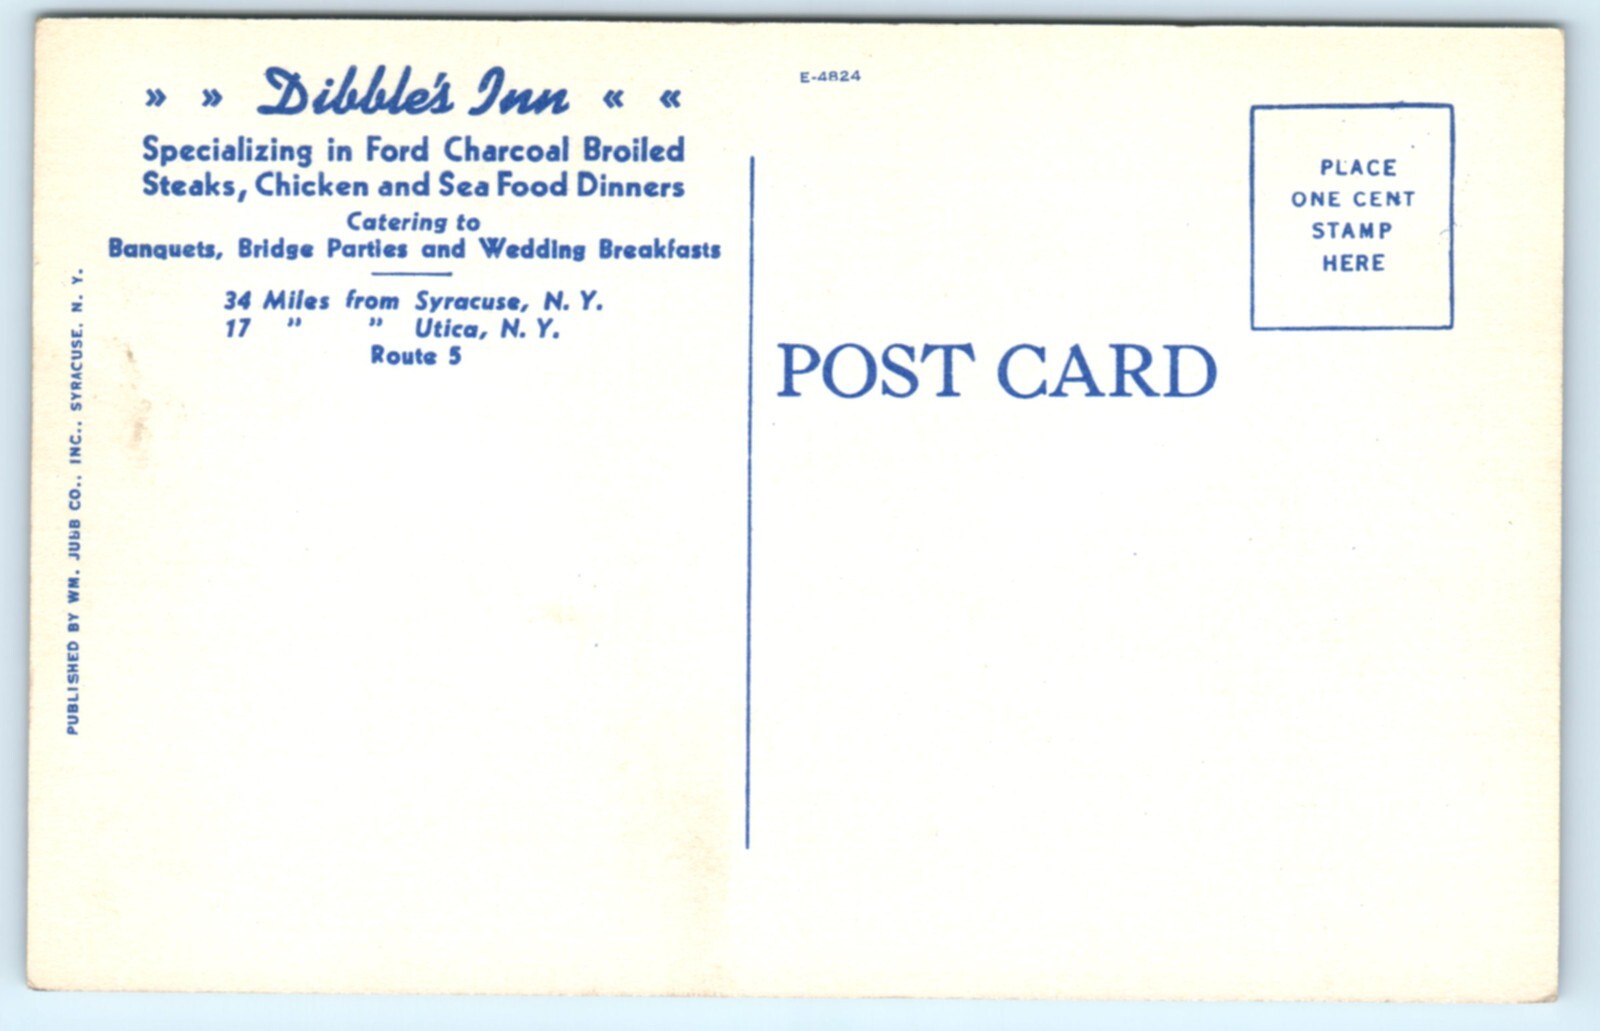 » » Dibble's Inn « «
Specializing in Ford Charcoal Broiled
Steaks, Chicken and Sea Food Dinners
Catering to
Banquets, Bridge Parties and Wedding Breakfasts
34 Miles from Syracuse, N. Y.
17 " " Utica, N. Y.
Route 5
PUBLISHED BY WM. JUBB CO., INC., SYRACUSE, N. Y.
E-4824
PLACE
ONE CENT
STAMP
HERE
POST CARD